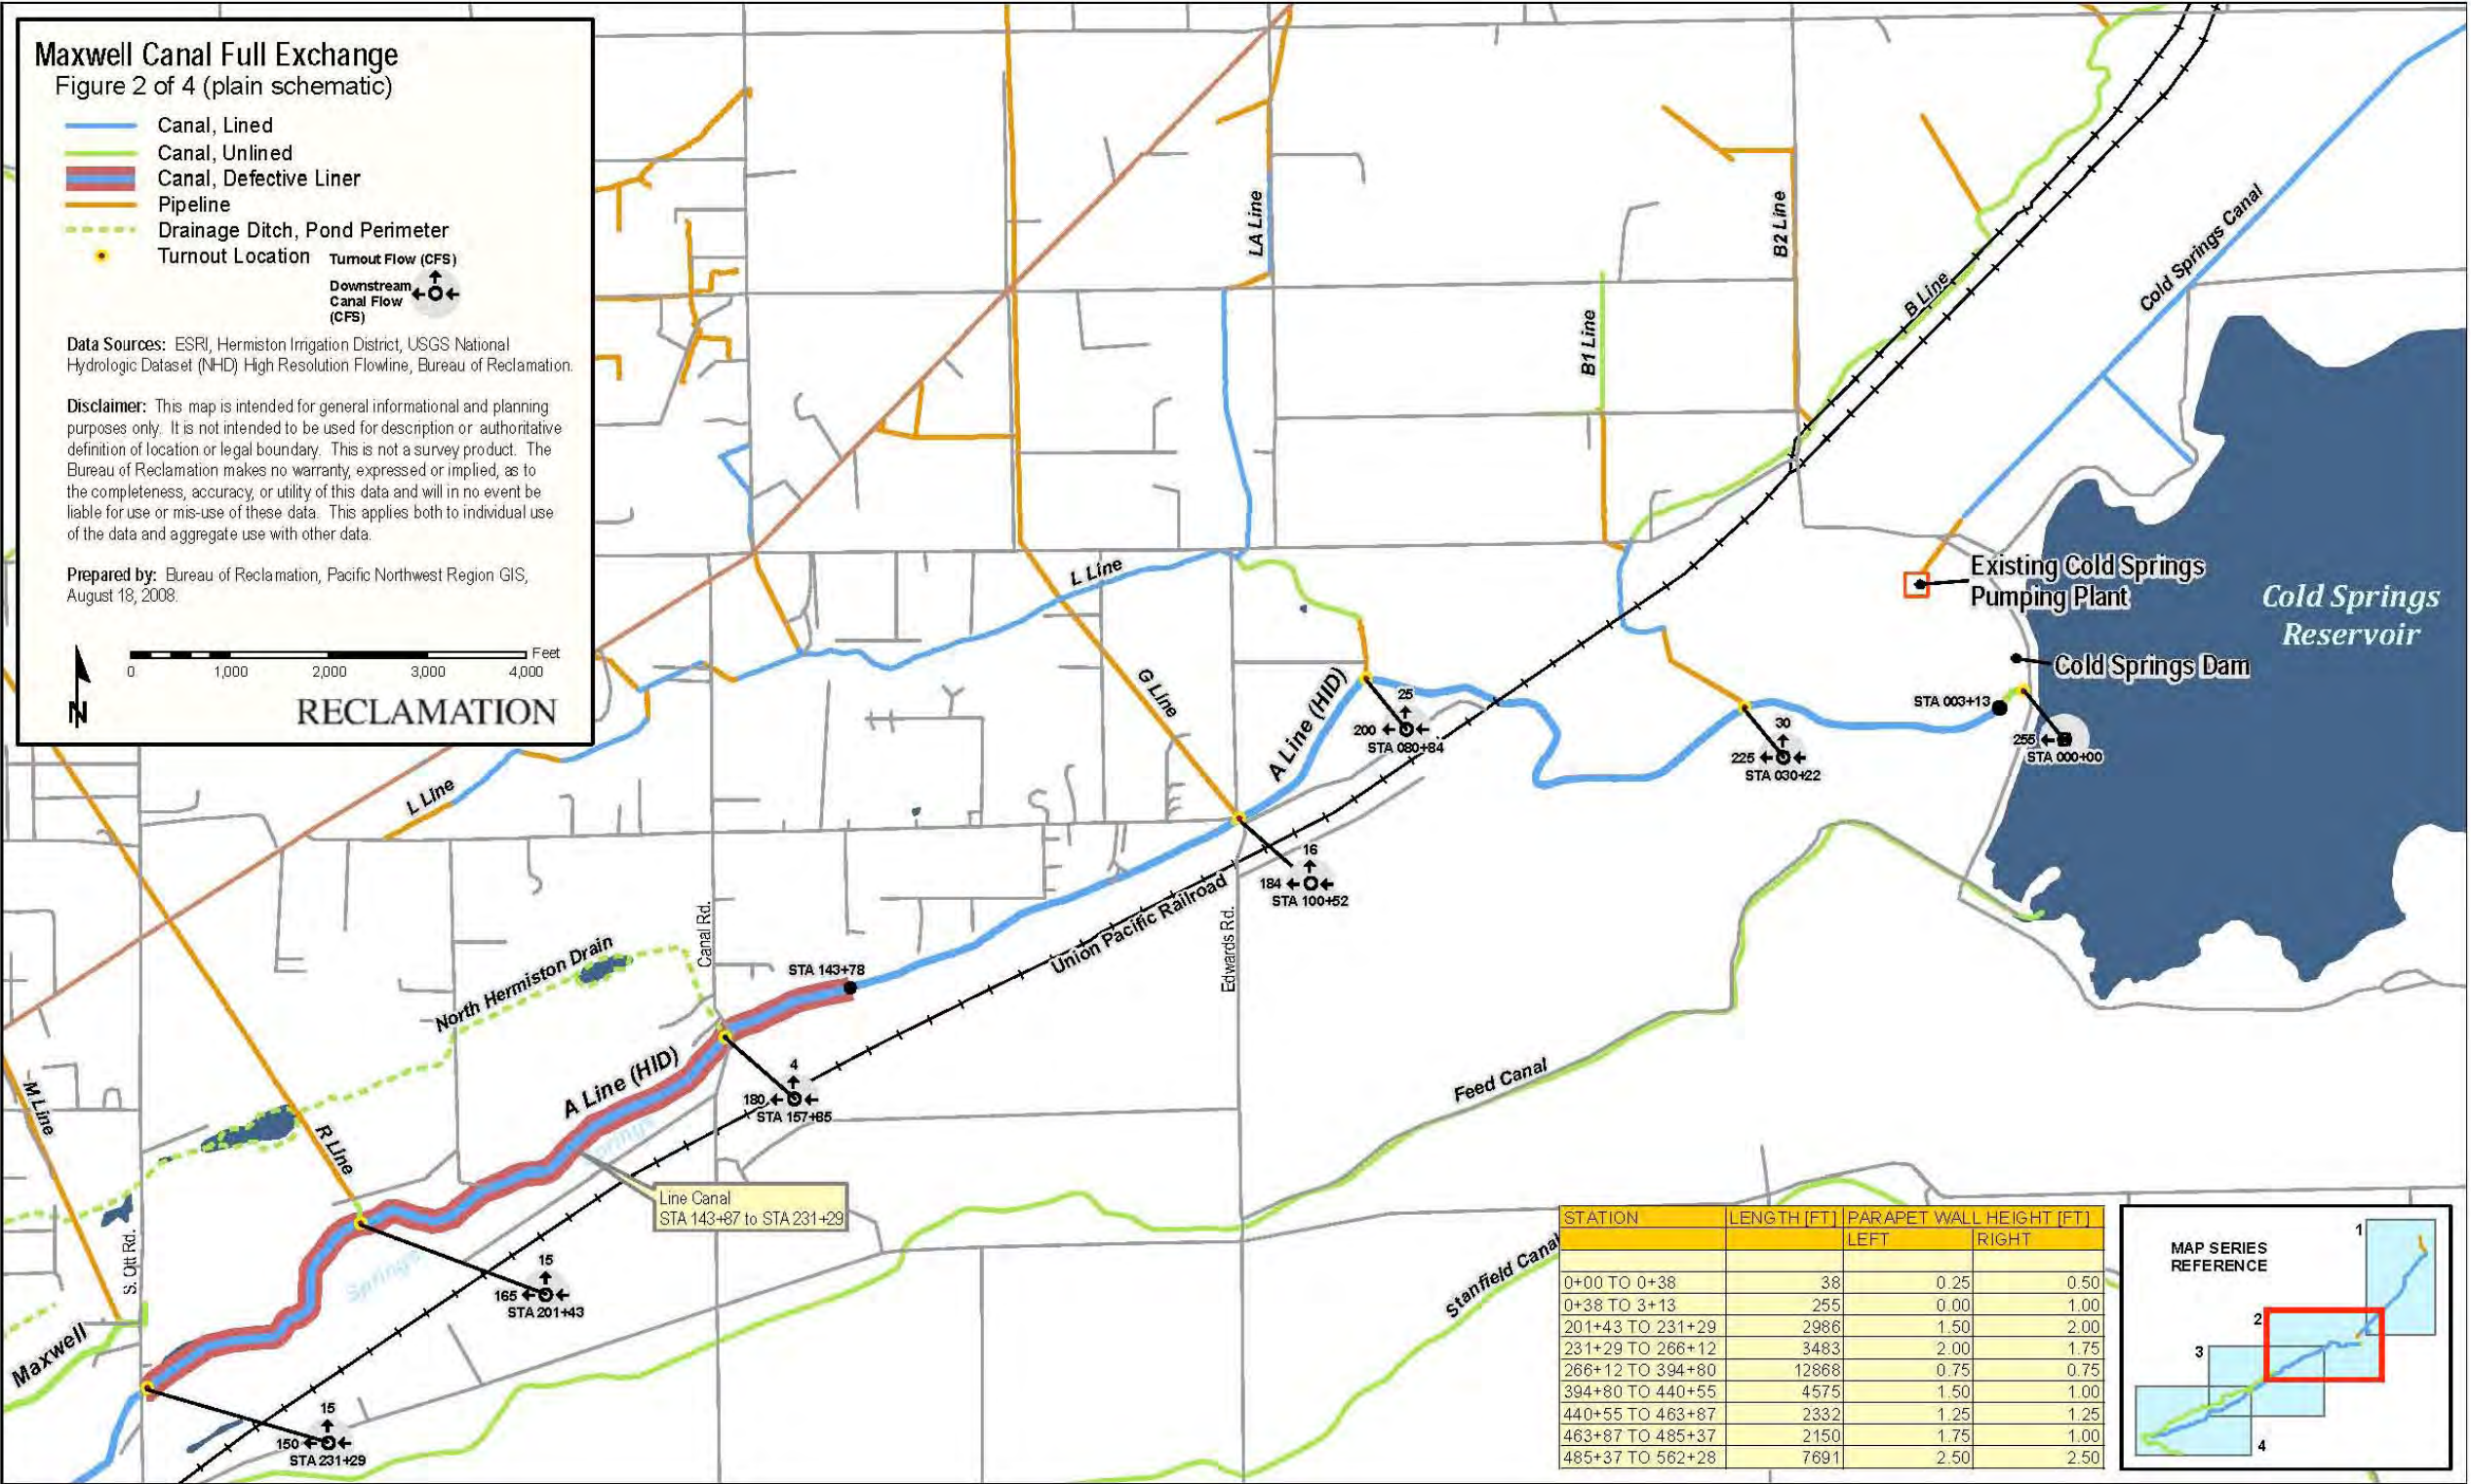 Maxwell Canal Full Exchange
Figure 2 of 4 (plain schematic)
Canal, Lined
Canal, Unlined
Canal, Defective Liner
Pipeline
Drainage Ditch, Pond Perimeter
Turnout Location
Turnout Flow (CFS)
Downstream
Canal Flow
(CFS)
Data Sources: ESRI, Hermiston Irrigation District, USGS National
Hydrologic Dataset (NHD) High Resolution Flowline, Bureau of Reclamation.
Disclaimer: This map is intended for general informational and planning
purposes only. It is not intended to be used for description or authoritative
definition of location or legal boundary. This is not a survey product. The
Bureau of Reclamation makes no warranty, expressed or implied, as to
the completeness, accuracy, or utility of this data and will in no event be
liable for use or mis-use of these data. This applies both to individual use
of the data and aggregate use with other data.
Prepared by: Bureau of Reclamation, Pacific Northwest Region GIS,
August 18, 2008.
N
0 1,000 2,000 3,000 4,000 Feet
RECLAMATION
LA Line
B2 Line
B1 Line
B Line
Cold Springs Canal
L Line
G Line
A Line (HID)
Existing Cold Springs
Pumping Plant
Cold Springs
Reservoir
Cold Springs Dam
STA 003+13
255
STA 000+00
30
225
STA 030+22
25
200
STA 080+84
16
184
STA 100+52
L Line
Union Pacific Railroad
Edwards Rd.
Canal Rd.
North Hermiston Drain
STA 143+78
A Line (HID)
4
180
STA 157+85
Feed Canal
M Line
R Line
Springs
Line Canal
STA 143+87 to STA 231+29
S. Ott Rd.
Springs
15
165
STA 201+43
Maxwell
15
150
STA 231+29
Stanfield Canal
STATION LENGTH [FT] PARAPET WALL HEIGHT [FT]
LEFT RIGHT
0+00 TO 0+38 38 0.25 0.50
0+38 TO 3+13 255 0.00 1.00
201+43 TO 231+29 2986 1.50 2.00
231+29 TO 266+12 3483 2.00 1.75
266+12 TO 394+80 12868 0.75 0.75
394+80 TO 440+55 4575 1.50 1.00
440+55 TO 463+87 2332 1.25 1.25
463+87 TO 485+37 2150 1.75 1.00
485+37 TO 562+28 7691 2.50 2.50
MAP SERIES
REFERENCE
1
2
3
4